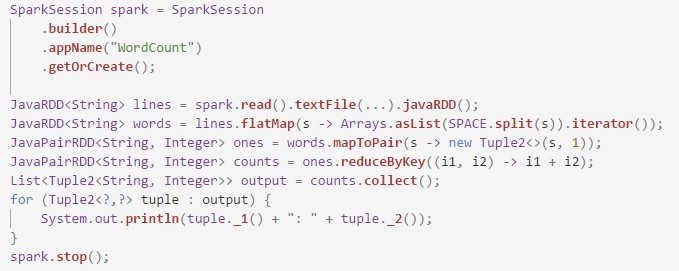 SparkSession spark = SparkSession
    .builder()
    .appName("WordCount")
    .getOrCreate();

JavaRDD<String> lines = spark.read().textFile(...).javaRDD();
JavaRDD<String> words = lines.flatMap(s -> Arrays.asList(SPACE.split(s)).iterator());
JavaPairRDD<String, Integer> ones = words.mapToPair(s -> new Tuple2<>(s, 1));
JavaPairRDD<String, Integer> counts = ones.reduceByKey((i1, i2) -> i1 + i2);
List<Tuple2<String, Integer>> output = counts.collect();
for (Tuple2<?,?> tuple : output) {
    System.out.println(tuple._1() + ": " + tuple._2());
}
spark.stop();